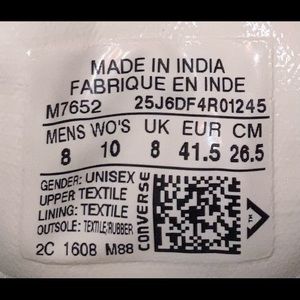 MADE IN INDIA
FABRIQUE EN INDE
M7652 25J6DF4R01245
MENS WO'S UK EUR CM
8 10 8 41.5 26.5
GENDER: UNISEX
UPPER: TEXTILE
LINING: TEXTILE
OUTSOLE: TEXTILE/RUBBER
2C 1608 M88
CONVERSE